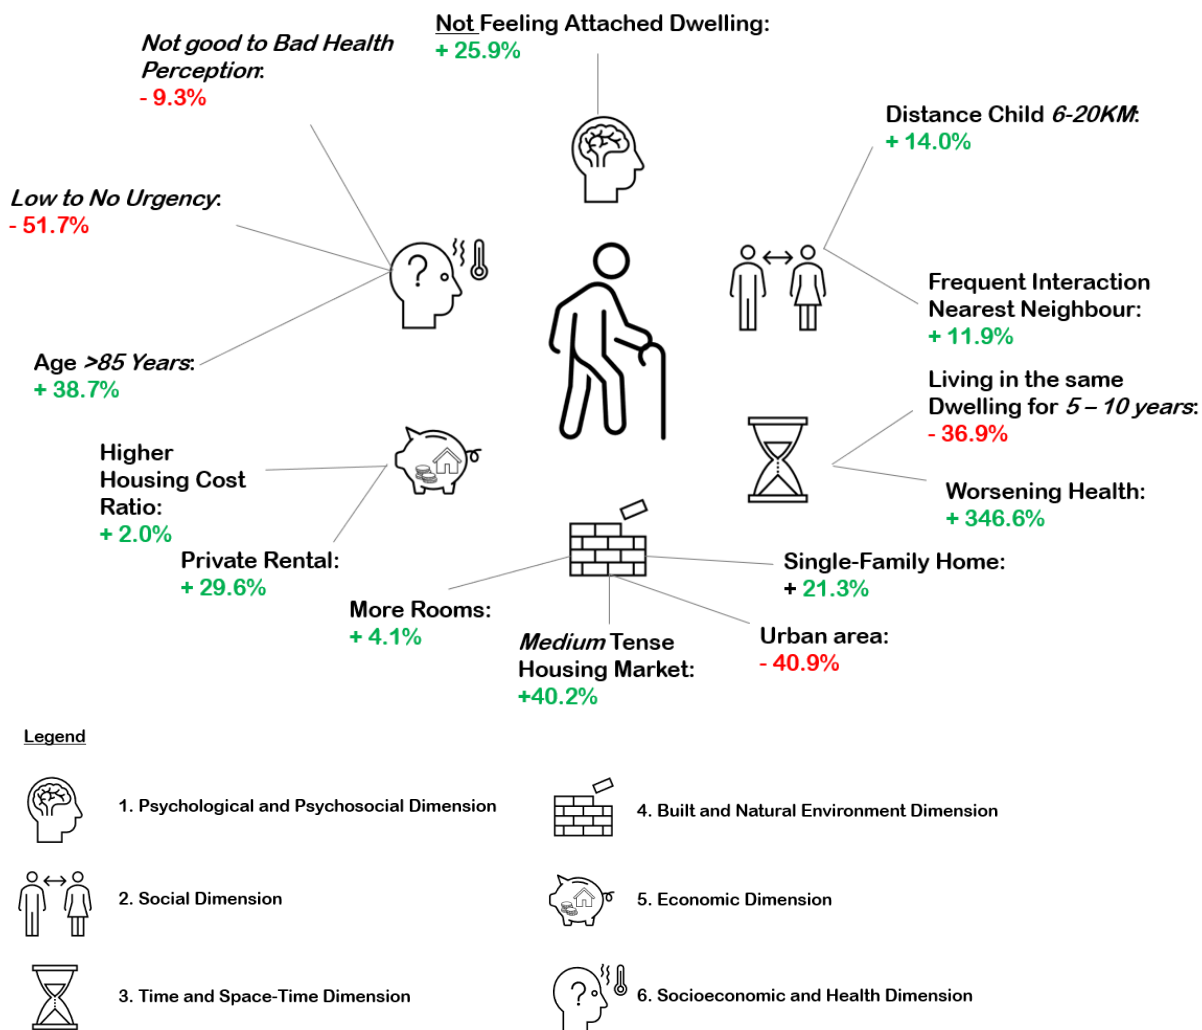 Not Feeling Attached Dwelling:
+ 25.9%
Not good to Bad Health
Perception:
- 9.3%
Distance Child 6-20KM:
+ 14.0%
Low to No Urgency:
- 51.7%
Frequent Interaction
Nearest Neighbour:
+ 11.9%
Age >85 Years:
+ 38.7%
Living in the same
Dwelling for 5 – 10 years:
- 36.9%
Higher
Housing Cost
Ratio:
+ 2.0%
Worsening Health:
+ 346.6%
Private Rental:
+ 29.6%
Single-Family Home:
+ 21.3%
More Rooms:
+ 4.1%
Medium Tense
Housing Market:
+40.2%
Urban area:
- 40.9%
Legend
1. Psychological and Psychosocial Dimension
2. Social Dimension
3. Time and Space-Time Dimension
4. Built and Natural Environment Dimension
5. Economic Dimension
6. Socioeconomic and Health Dimension